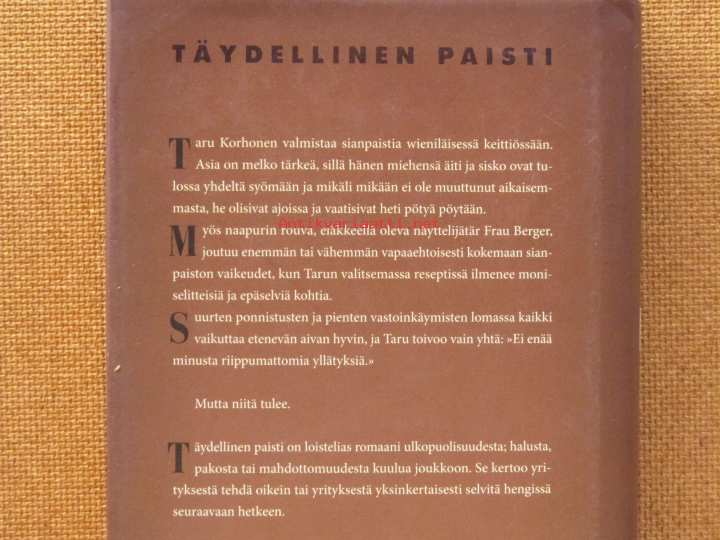 TÄYDELLINEN PAISTI
Taru Korhonen valmistaa sianpaistia wieniläisessä keittiössään.
Asia on melko tärkeä, sillä hänen miehensä äiti ja sisko ovat tu-
lossa yhdeltä syömään ja mikäli mikään ei ole muuttunut aikaisem-
masta, he olisivat ajoissa ja vaatisivat heti pötyä pöytään.
Antikvariantti.net
Myös naapurin rouva, eläkkeellä oleva näyttelijätär Frau Berger,
joutuu enemmän tai vähemmän vapaaehtoisesti kokemaan sian-
paiston vaikeudet, kun Tarun valitsemassa reseptissä ilmenee moni-
selitteisiä ja epäselviä kohtia.
Suurten ponnistusten ja pienten vastoinkäymisten lomassa kaikki
vaikuttaa etenevän aivan hyvin, ja Taru toivoo vain yhtä: »Ei enää
minusta riippumattomia yllätyksiä.»
Mutta niitä tulee.
Täydellinen paisti on loistelias romaani ulkopuolisuudesta; halusta,
pakosta tai mahdottomuudesta kuulua joukkoon. Se kertoo yri-
tyksestä tehdä oikein tai yrityksestä yksinkertaisesti selvitä hengissä
seuraavaan hetkeen.